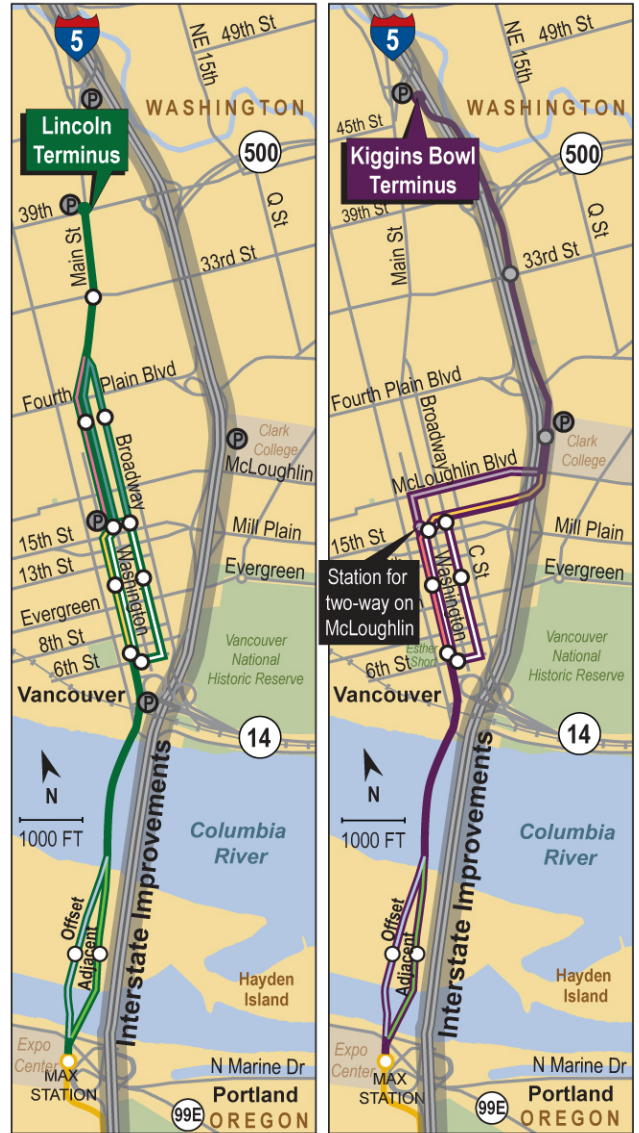 5
49th St
NE 15th
WASHINGTON
Lincoln
Terminus
P
500
39th
P
Main St
Q St
33rd St
Fourth Plain Blvd
Broadway
P
Clark
College
McLoughlin
15th St
P
Mill Plain
13th St
Washington
Evergreen
Evergreen
8th St
6th St
Vancouver
National
Historic Reserve
Vancouver
P
14
N
1000 FT
Columbia
River
Interstate Improvements
Offset
Adjacent
Hayden
Island
Expo
Center
MAX
STATION
N Marine Dr
Portland
99E
OREGON
5
49th St
NE 15th
P
WASHINGTON
45th St
Kiggins Bowl
Terminus
500
39th St
Main St
Q St
33rd St
Fourth Plain Blvd
Broadway
P
Clark
College
McLoughlin Blvd
15th St
Mill Plain
Station for
two-way on
McLoughlin
Washington
C St
Evergreen
Esther
Short
6th St
Vancouver
National
Historic Reserve
Vancouver
14
N
1000 FT
Columbia
River
Interstate Improvements
Offset
Adjacent
Hayden
Island
Expo
Center
MAX
STATION
N Marine Dr
Portland
99E
OREGON